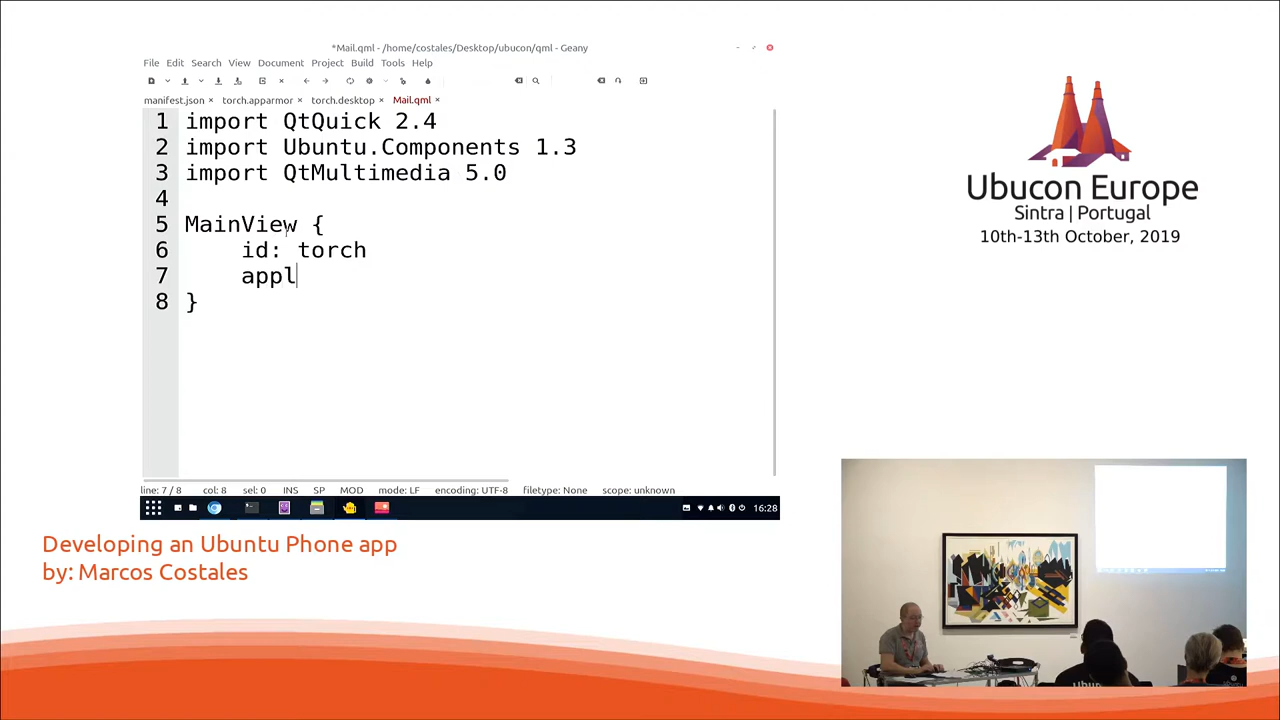 *Mail.qml - /home/costales/Desktop/ubucon/qml - Geany
File Edit Search View Document Project Build Tools Help
manifest.json × torch.apparmor × torch.desktop × Mail.qml ×
1 import QtQuick 2.4
2 import Ubuntu.Components 1.3
3 import QtMultimedia 5.0
4
5 MainView {
6 id: torch
7 appl
8 }
line: 7 / 8 col: 8 sel: 0 INS SP MOD mode: LF encoding: UTF-8 filetype: None scope: unknown
16:28
Ubucon Europe
Sintra | Portugal
10th-13th October, 2019
Developing an Ubuntu Phone app
by: Marcos Costales